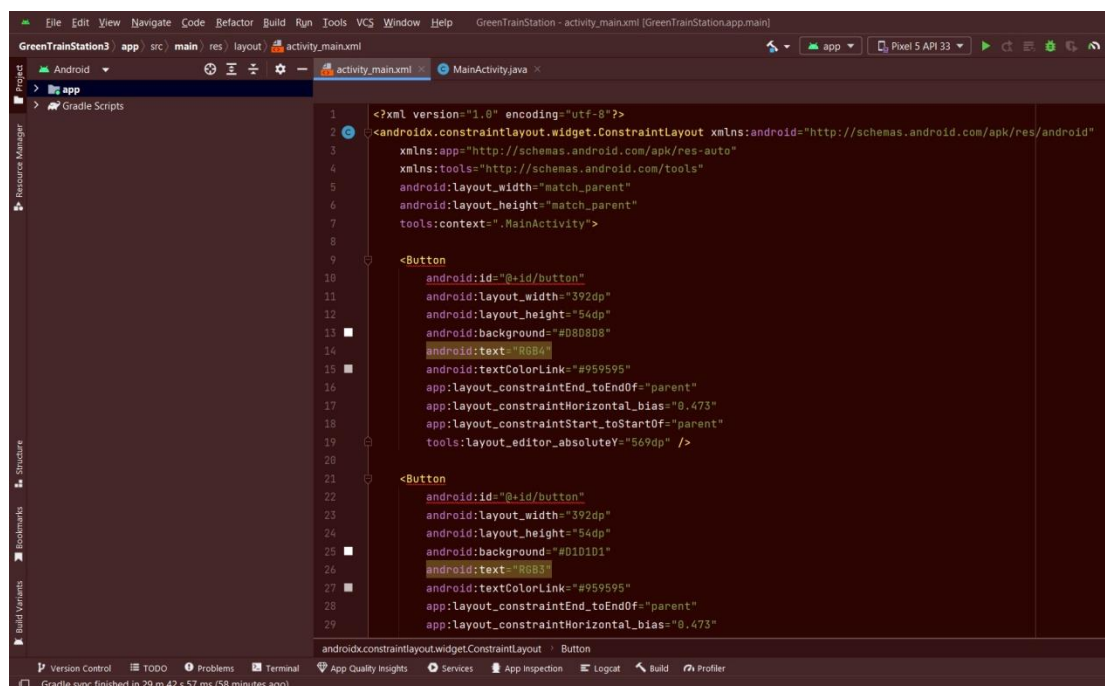 File Edit View Navigate Code Refactor Build Run Tools VCS Window Help GreenTrainStation - activity_main.xml [GreenTrainStation.app.main]
GreenTrainStation3 app src main res layout activity_main.xml
app Pixel 5 API 33
Project
Android
activity_main.xml MainActivity.java
app
Gradle Scripts
Resource Manager
Structure
Bookmarks
Build Variants
1 <?xml version="1.0" encoding="utf-8"?>
2 <androidx.constraintlayout.widget.ConstraintLayout xmlns:android="http://schemas.android.com/apk/res/android"
3 xmlns:app="http://schemas.android.com/apk/res-auto"
4 xmlns:tools="http://schemas.android.com/tools"
5 android:layout_width="match_parent"
6 android:layout_height="match_parent"
7 tools:context=".MainActivity">
8
9 <Button
10 android:id="@+id/button"
11 android:layout_width="392dp"
12 android:layout_height="54dp"
13 android:background="#D8D8D8"
14 android:text="RGB4"
15 android:textColorLink="#959595"
16 app:layout_constraintEnd_toEndOf="parent"
17 app:layout_constraintHorizontal_bias="0.473"
18 app:layout_constraintStart_toStartOf="parent"
19 tools:layout_editor_absoluteY="569dp" />
20
21 <Button
22 android:id="@+id/button"
23 android:layout_width="392dp"
24 android:layout_height="54dp"
25 android:background="#D1D1D1"
26 android:text="RGB3"
27 android:textColorLink="#959595"
28 app:layout_constraintEnd_toEndOf="parent"
29 app:layout_constraintHorizontal_bias="0.473"
androidx.constraintlayout.widget.ConstraintLayout Button
Version Control TODO Problems Terminal App Quality Insights Services App Inspection Logcat Build Profiler
Gradle sync finished in 29 m 42 s 57 ms (58 minutes ago)